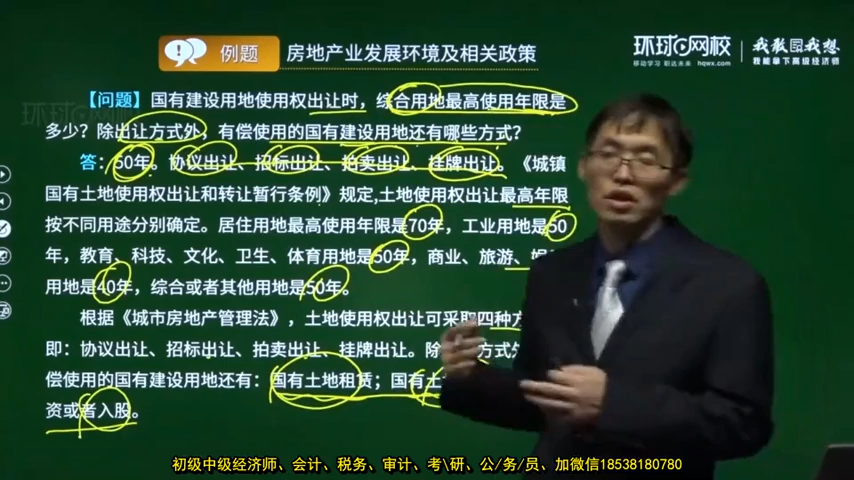 例题
房地产业发展环境及相关政策
环球网校
移动学习 职达未来 hqwx.com
我敢因我想
我能拿下高级经济师
环球网校
【问题】国有建设用地使用权出让时，综合用地最高使用年限是
多少？除出让方式外，有偿使用的国有建设用地还有哪些方式？
答：50年。协议出让、招标出让、拍卖出让、挂牌出让。《城镇
国有土地使用权出让和转让暂行条例》规定,土地使用权出让最高年限
按不同用途分别确定。居住用地最高使用年限是70年，工业用地是50
年，教育、科技、文化、卫生、体育用地是50年，商业、旅游、娱
用地是40年，综合或者其他用地是50年。
根据《城市房地产管理法》，土地使用权出让可采取四种方
即：协议出让、招标出让、拍卖出让、挂牌出让。除 方式外
偿使用的国有建设用地还有：国有土地租赁；国有土
资或者入股。
初级中级经济师、会计、税务、审计、考\研、公/务/员、加微信18538180780